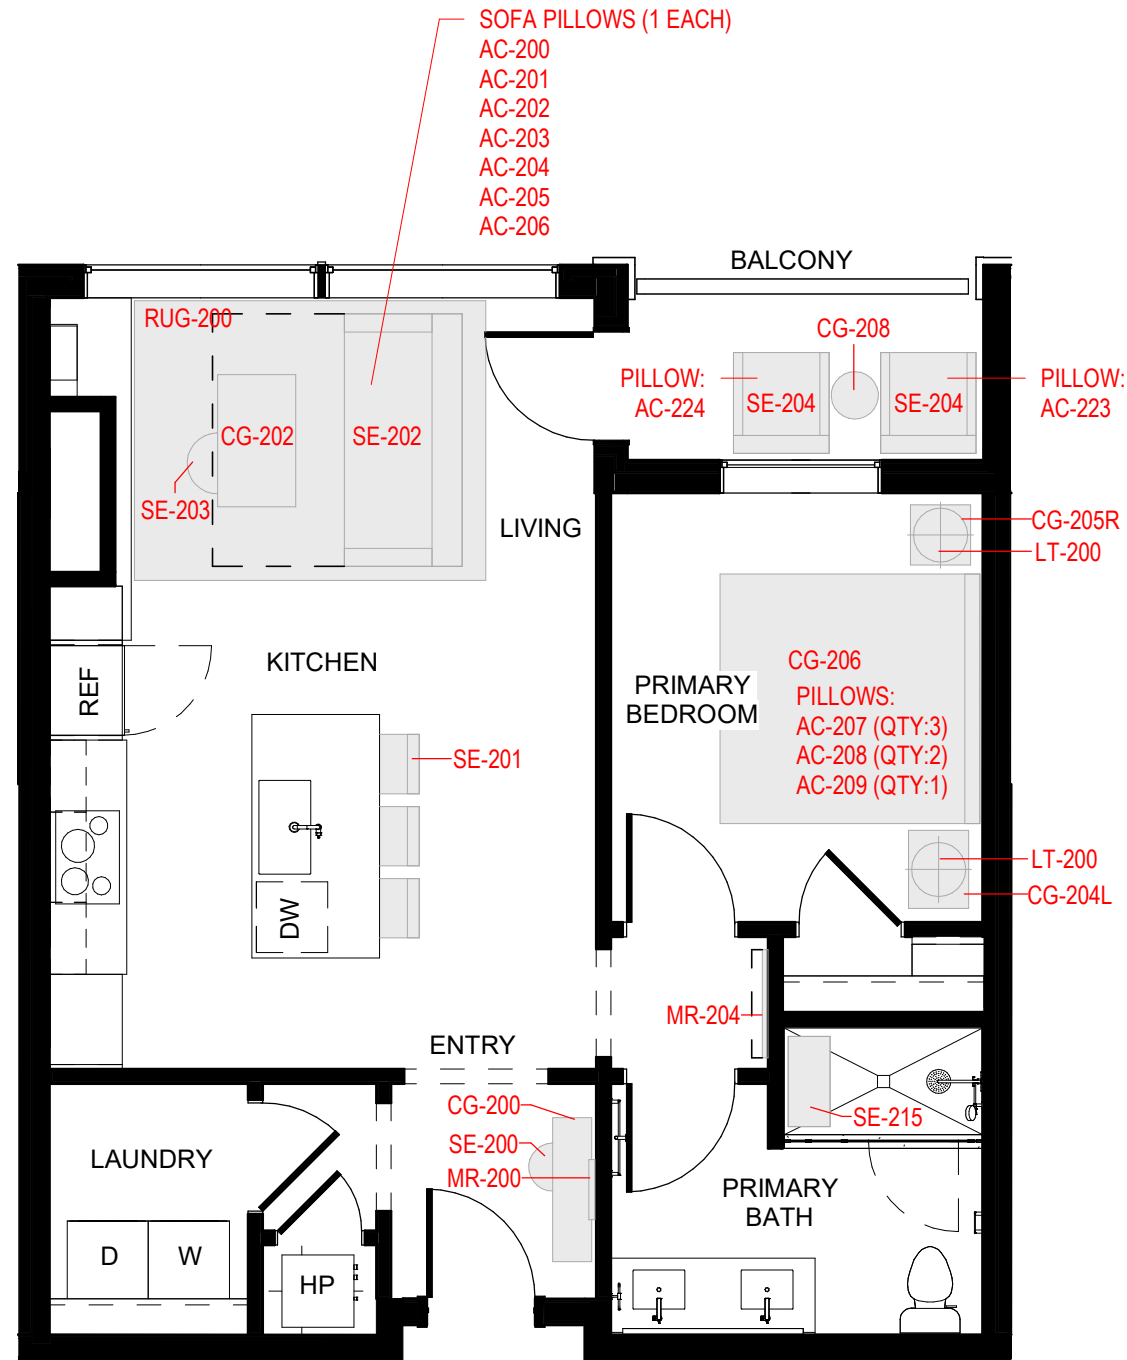 SOFA PILLOWS (1 EACH)
AC-200
AC-201
AC-202
AC-203
AC-204
AC-205
AC-206
BALCONY
RUG-200
CG-208
PILLOW:
AC-224
SE-204
SE-204
PILLOW:
AC-223
CG-202
SE-202
SE-203
LIVING
CG-205R
LT-200
KITCHEN
REF
PRIMARY
BEDROOM
CG-206
PILLOWS:
AC-207 (QTY:3)
AC-208 (QTY:2)
AC-209 (QTY:1)
SE-201
DW
LT-200
CG-204L
MR-204
ENTRY
CG-200
SE-200
MR-200
SE-215
LAUNDRY
PRIMARY
BATH
D
W
HP